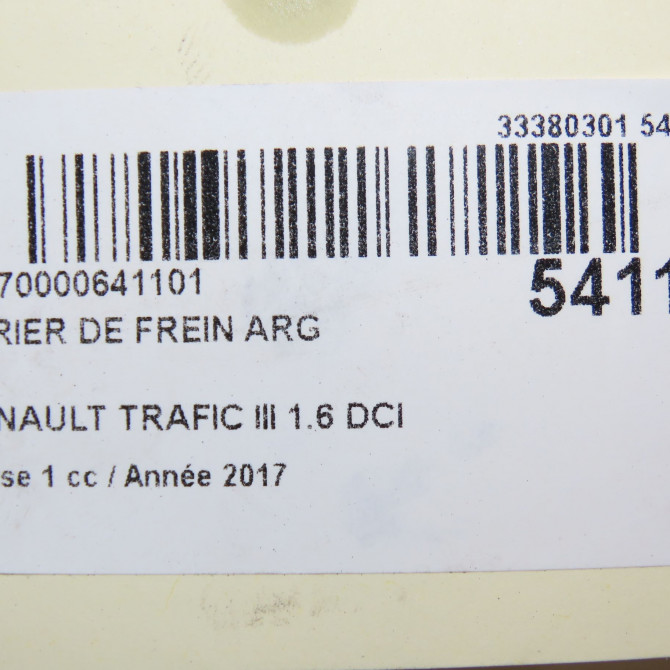 33380301 54
70000641101
5411
RIER DE FREIN ARG
NAULT TRAFIC III 1.6 DCI
se 1 cc / Année 2017